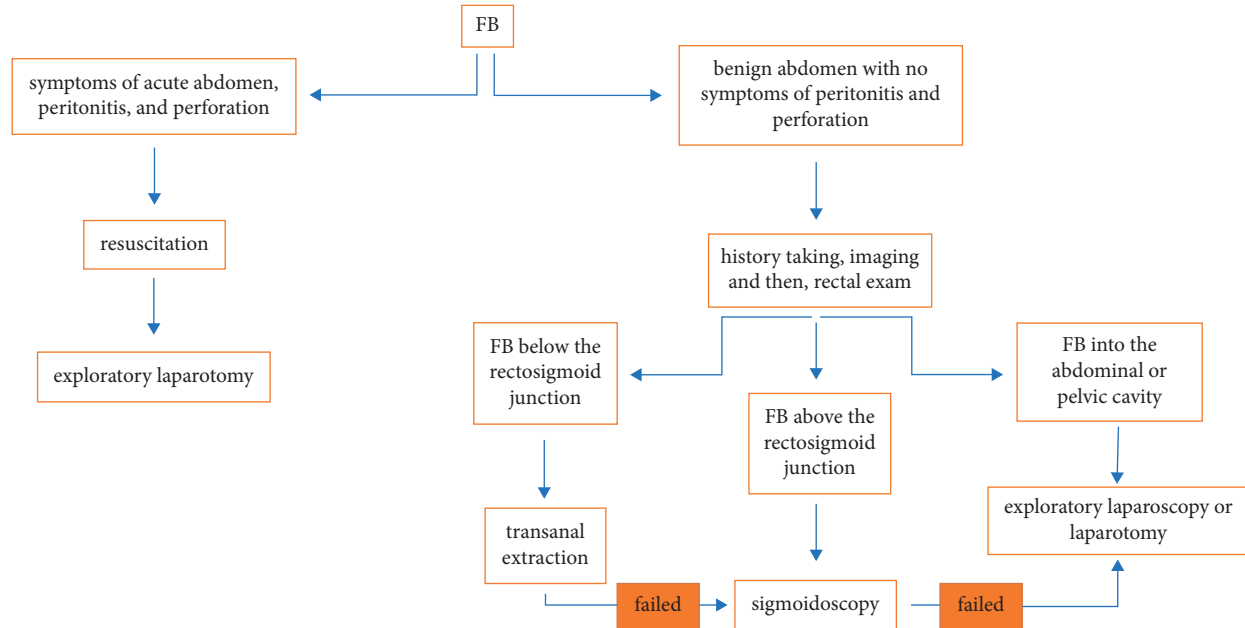 FB
symptoms of acute abdomen,
peritonitis, and perforation
benign abdomen with no
symptoms of peritonitis and
perforation
resuscitation
history taking, imaging
and then, rectal exam
exploratory laparotomy
FB below the
rectosigmoid
junction
FB above the
rectosigmoid
junction
FB into the
abdominal or
pelvic cavity
transanal
extraction
exploratory laparoscopy or
laparotomy
failed
sigmoidoscopy
failed